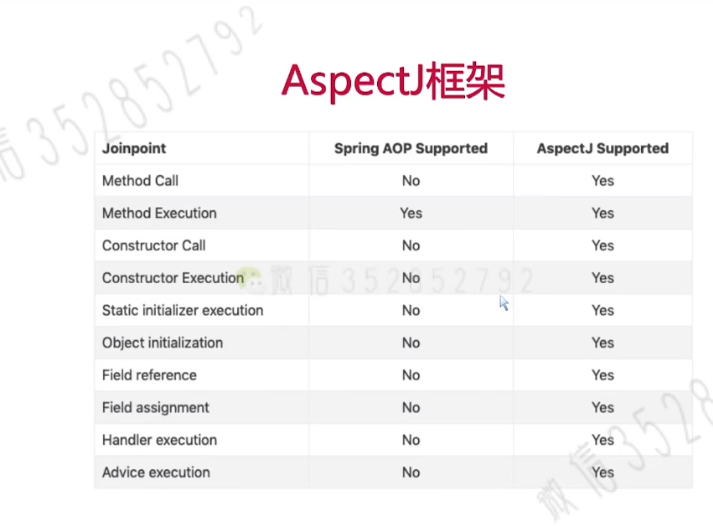 微信 352852792
AspectJ框架
Joinpoint Spring AOP Supported AspectJ Supported
Method Call No Yes
Method Execution Yes Yes
Constructor Call No Yes
Constructor Execution No Yes
微信 352852792
Static initializer execution No Yes
Object initialization No Yes
Field reference No Yes
Field assignment No Yes
Handler execution No Yes
Advice execution No Yes
微信 3528